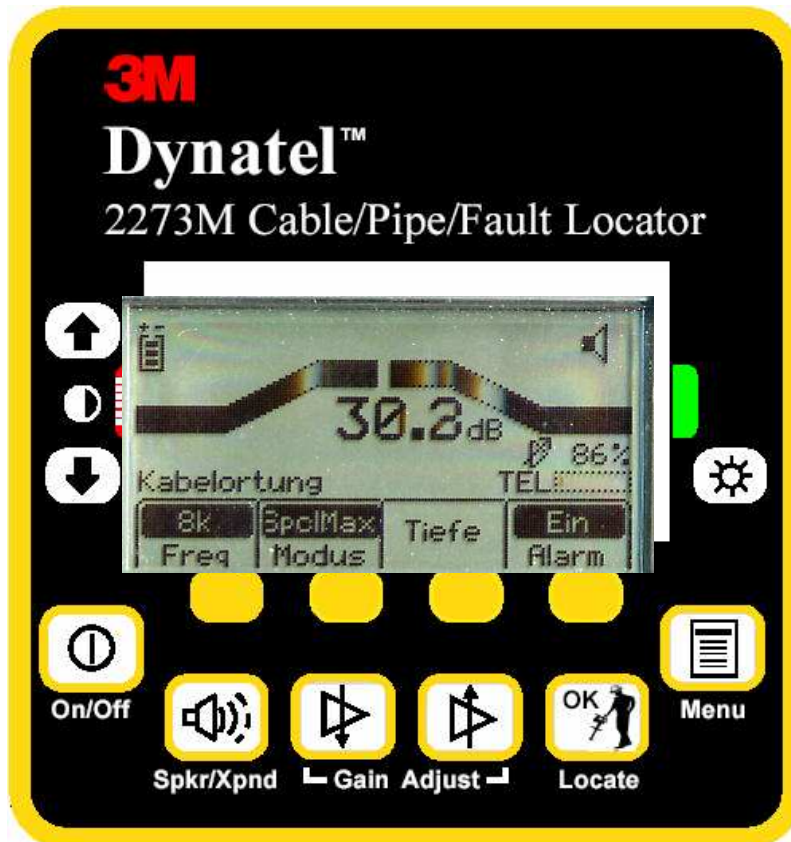 3M
Dynatel™
2273M Cable/Pipe/Fault Locator
30.2dB
86%
Kabelortung TEL
8k SpclMax Tiefe Ein
Freq Modus Alarm
On/Off
Menu
Spkr/Xpnd Gain Adjust Locate
OK